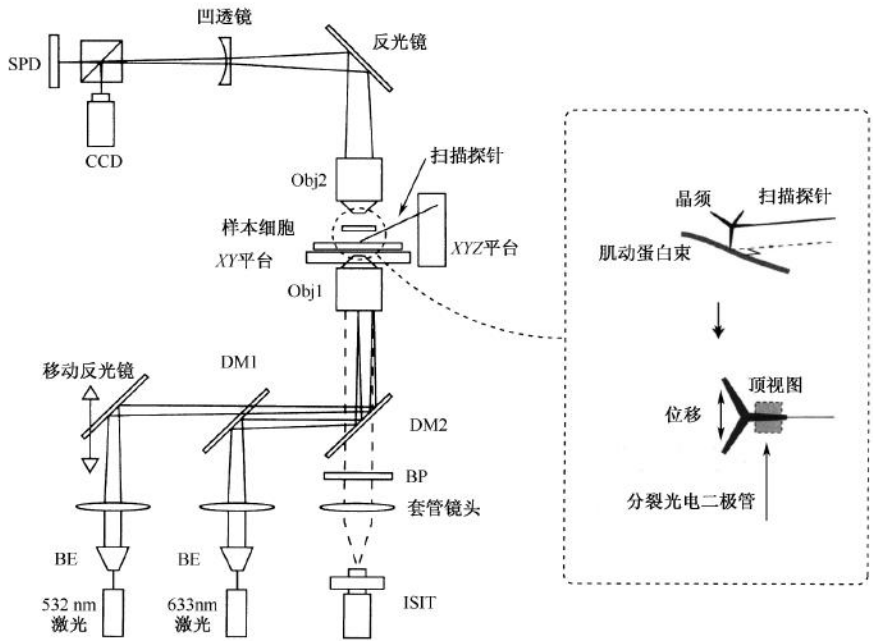 凹透镜
反光镜
SPD
CCD
扫描探针
Obj2
样本细胞
XY平台
XYZ平台
Obj1
移动反光镜
DM1
DM2
BP
套管镜头
BE
BE
ISIT
532 nm
激光
633nm
激光
晶须
扫描探针
肌动蛋白束
顶视图
位移
分裂光电二极管